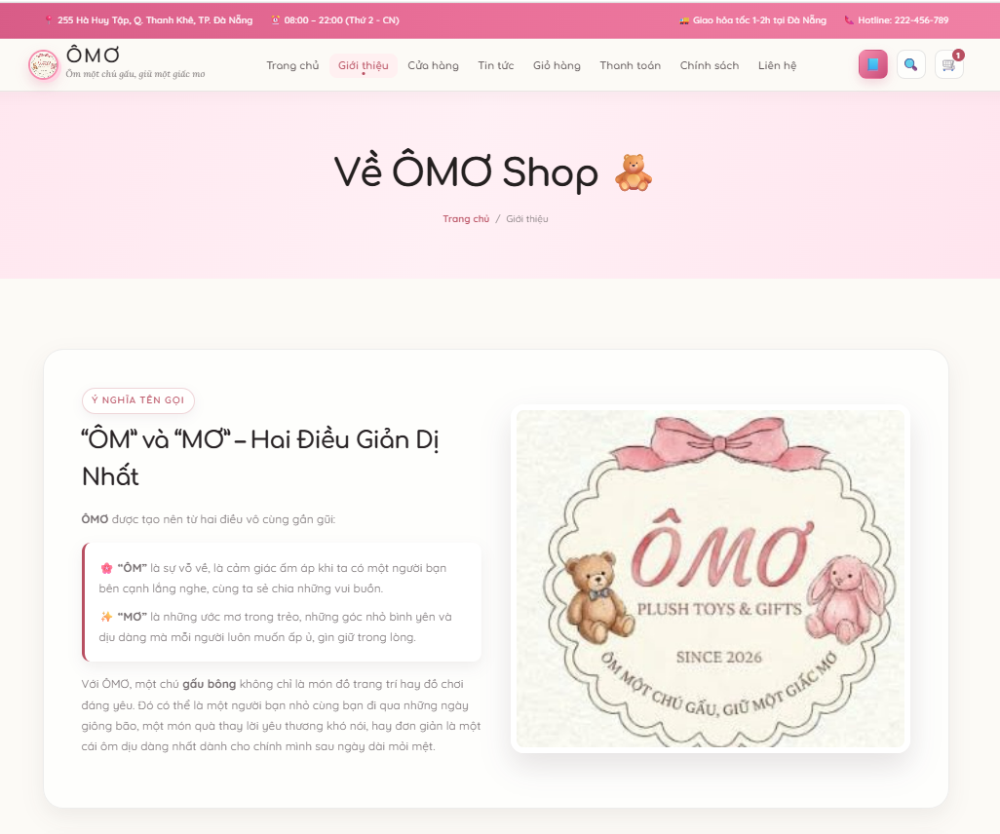 255 Hà Huy Tập, Q. Thanh Khê, TP. Đà Nẵng
08:00 – 22:00 (Thứ 2 - CN)
Giao hỏa tốc 1-2h tại Đà Nẵng
Hotline: 222-456-789
ÔMƠ
Ôm một chú gấu, giữ một giấc mơ
Trang chủ
Giới thiệu
Cửa hàng
Tin tức
Giỏ hàng
Thanh toán
Chính sách
Liên hệ
1
Về ÔMƠ Shop
Trang chủ / Giới thiệu
Ý NGHĨA TÊN GỌI
“ÔM” và “MƠ” – Hai Điều Giản Dị
Nhất
ÔMƠ được tạo nên từ hai điều vô cùng gần gũi:
“ÔM” là sự vỗ về, là cảm giác ấm áp khi ta có một người bạn
bên cạnh lắng nghe, cùng ta sẻ chia những vui buồn.
“MƠ” là những ước mơ trong trẻo, những góc nhỏ bình yên và
dịu dàng mà mỗi người luôn muốn ấp ủ, gìn giữ trong lòng.
Với ÔMƠ, một chú gấu bông không chỉ là món đồ trang trí hay đồ chơi
đáng yêu. Đó có thể là một người bạn nhỏ cùng bạn đi qua những ngày
giông bão, một món quà thay lời yêu thương khó nói, hay đơn giản là một
cái ôm dịu dàng nhất dành cho chính mình sau ngày dài mỏi mệt.
ÔMƠ
PLUSH TOYS & GIFTS
SINCE 2026
ÔM MỘT CHÚ GẤU, GIỮ MỘT GIẤC MƠ